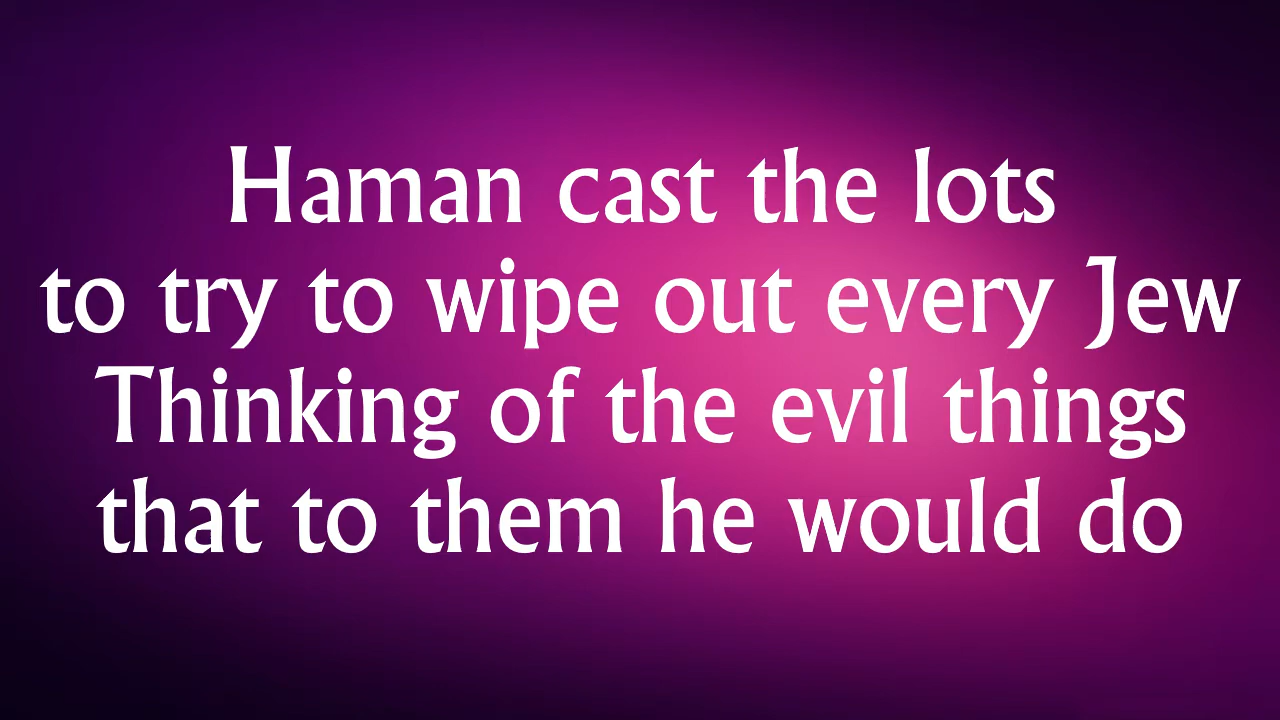 Haman cast the lots
to try to wipe out every Jew
Thinking of the evil things
that to them he would do